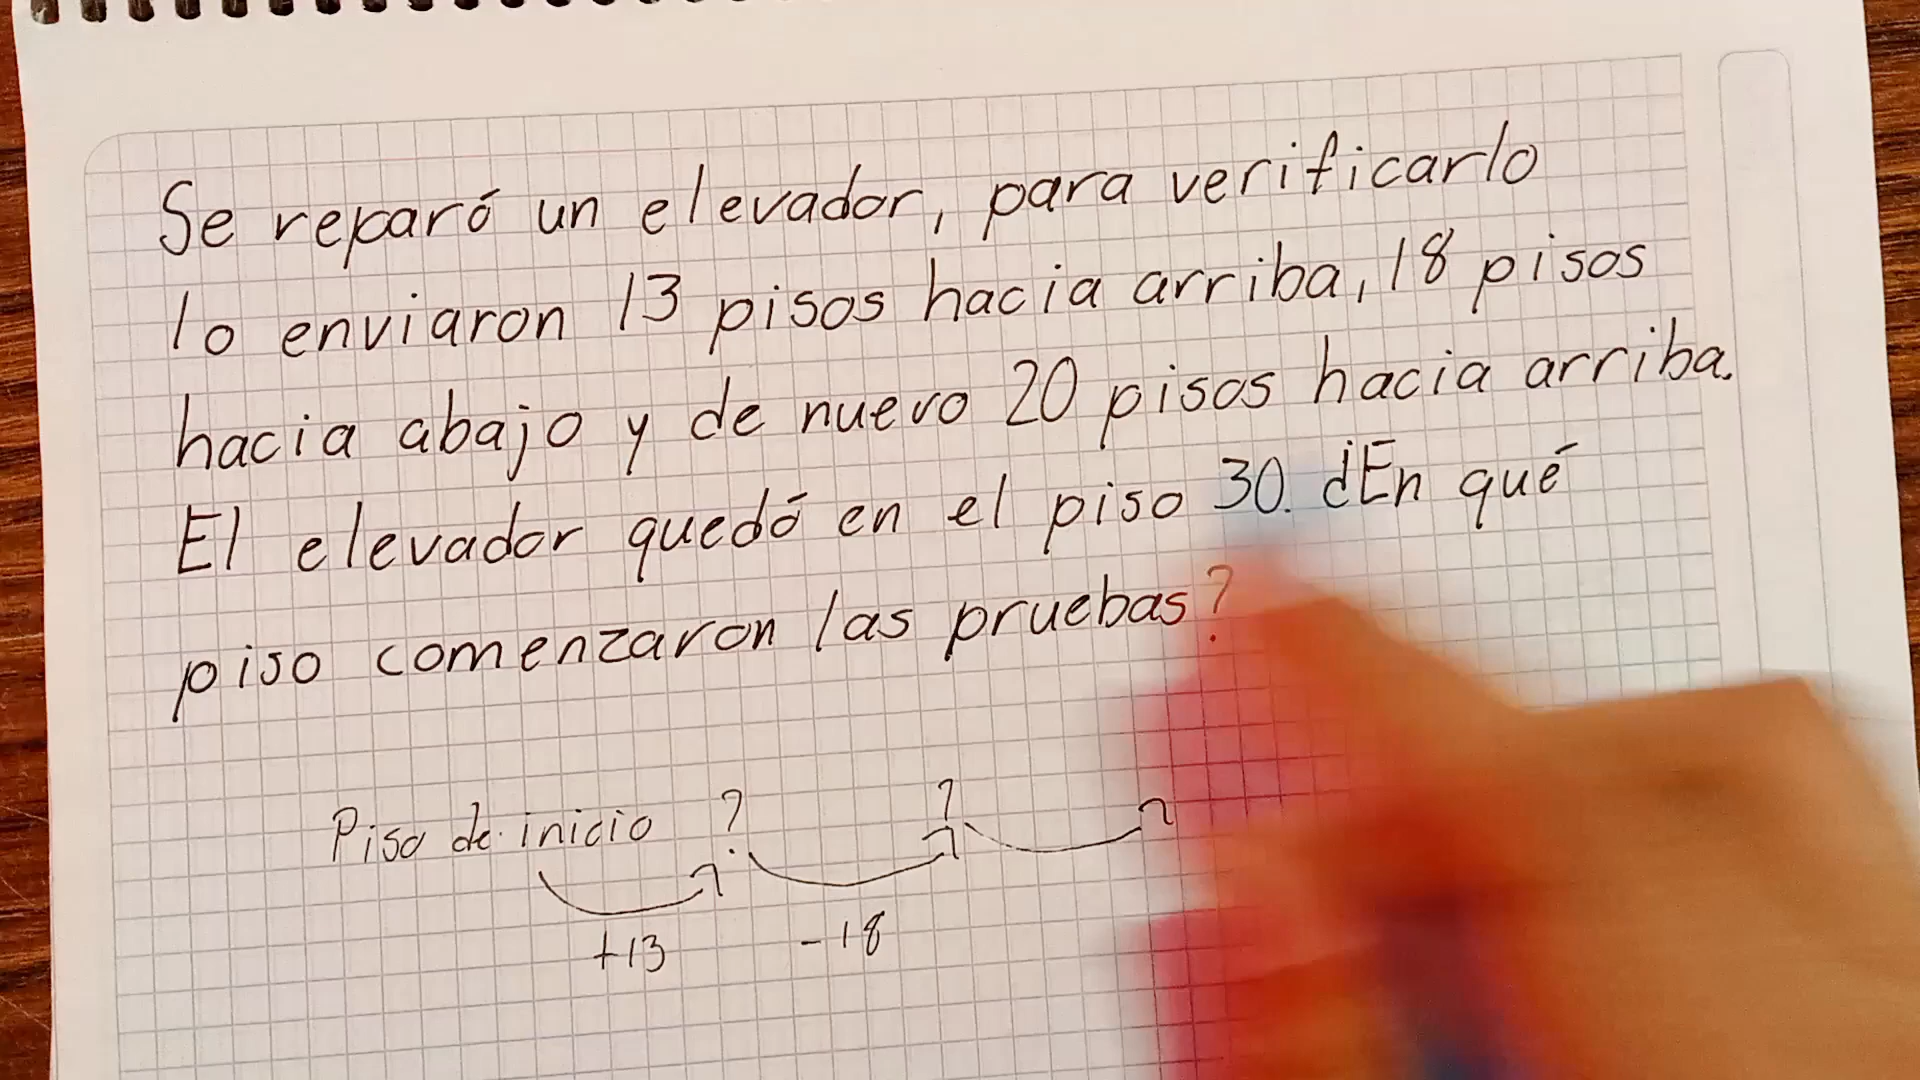 Se reparó un elevador, para verificarlo
lo enviaron 13 pisos hacia arriba, 18 pisos
hacia abajo y de nuevo 20 pisos hacia arriba.
El elevador quedó en el piso 30. ¿En qué
piso comenzaron las pruebas?
Piso de inicio ? ?
+13 -18